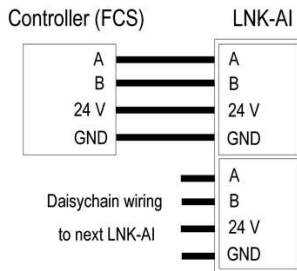 Controller (FCS) LNK-AI
A A
B B
24 V 24 V
GND GND
A
Daisychain wiring B
to next LNK-AI 24 V
GND